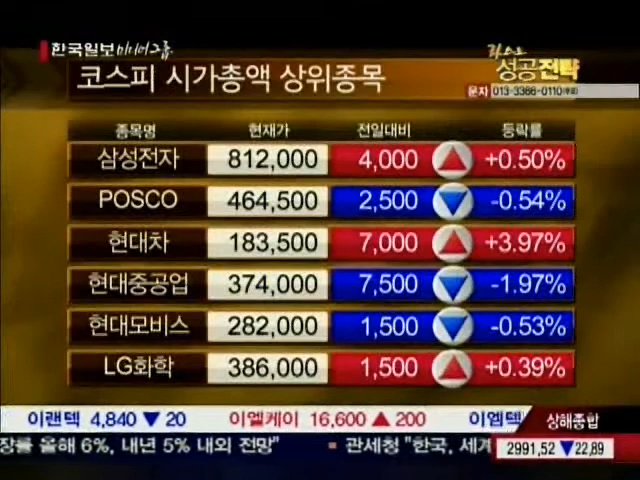 한국일보 미디어그룹
성공전략
코스피 시가총액 상위종목
문자 013-3366-0110
종목명 현재가 전일대비 등락률
삼성전자 812,000 4,000 ▲ +0.50%
POSCO 464,500 2,500 ▼ -0.54%
현대차 183,500 7,000 ▲ +3.97%
현대중공업 374,000 7,500 ▼ -1.97%
현대모비스 282,000 1,500 ▼ -0.53%
LG화학 386,000 1,500 ▲ +0.39%
이랜텍 4,840 ▼ 20 이엘케이 16,600 ▲ 200 이엠텍
상해종합
장률 올해 6%, 내년 5% 내외 전망" ▪ 관세청 "한국, 세계
2991,52 ▼ 22,89